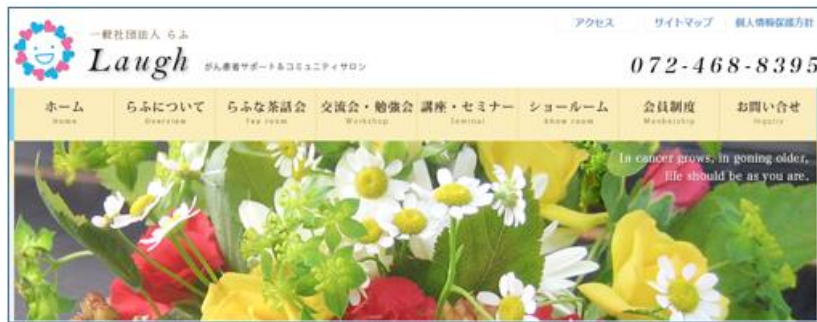 アクセス サイトマップ 個人情報保護方針
一般社団法人 らふ
Laugh がん患者サポート&コミュニティサロン
072-468-8395
ホーム らふについて らふな茶話会 交流会・勉強会 講座・セミナー ショールーム 会員制度 お問い合せ
Home Overview Tea room Workshop Seminar Show room Membership Inquiry
In cancer grows, in goning older,
life should be as you are.